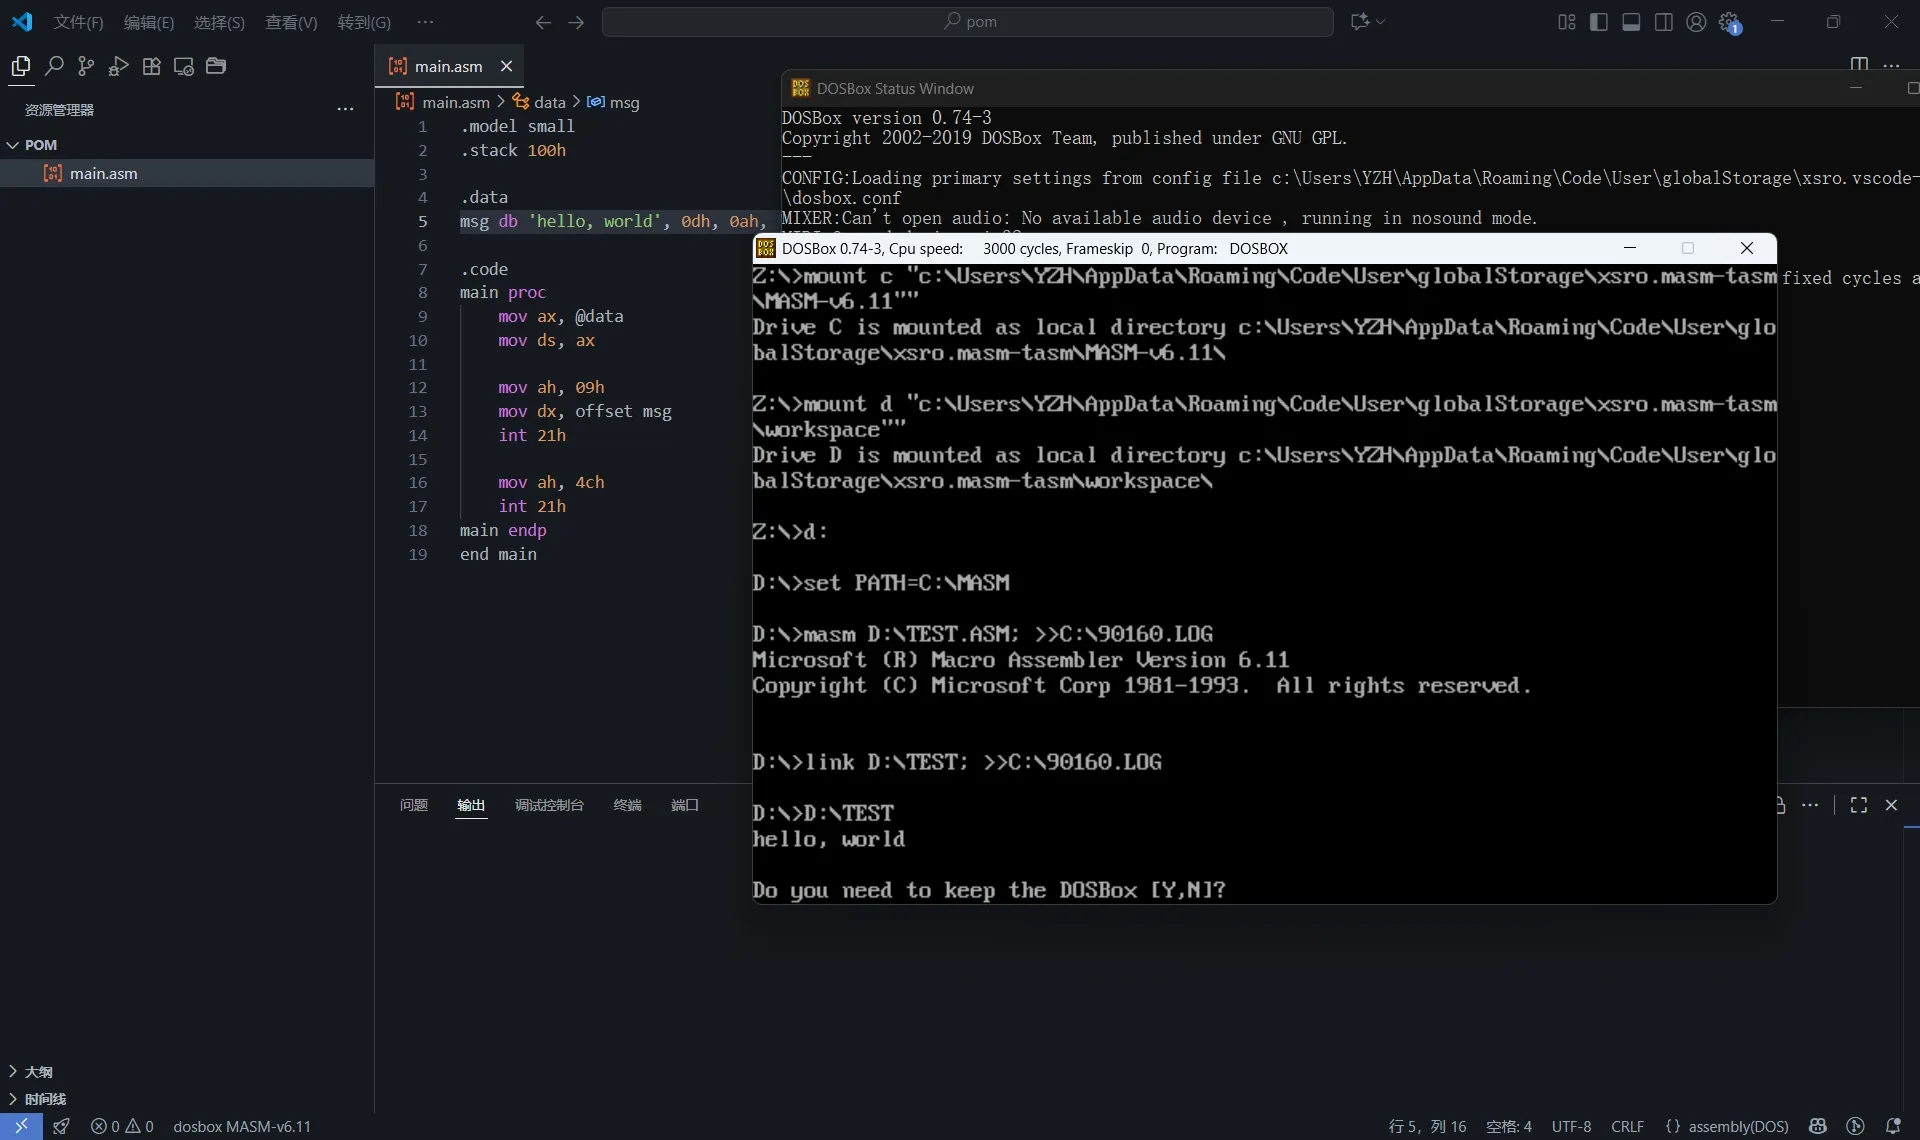 文件(F) 编辑(E) 选择(S) 查看(V) 转到(G) ··· pom
main.asm
资源管理器
POM
main.asm
main.asm > data > msg
1 .model small
2 .stack 100h
3
4 .data
5 msg db 'hello, world', 0dh, 0ah,
6
7 .code
8 main proc
9 mov ax, @data
10 mov ds, ax
11
12 mov ah, 09h
13 mov dx, offset msg
14 int 21h
15
16 mov ah, 4ch
17 int 21h
18 main endp
19 end main
DOSBox Status Window
DOSBox version 0.74-3
Copyright 2002-2019 DOSBox Team, published under GNU GPL.
---
CONFIG:Loading primary settings from config file c:\Users\YZH\AppData\Roaming\Code\User\globalStorage\xsro.vscode-
\dosbox.conf
MIXER:Can't open audio: No available audio device , running in nosound mode.
fixed cycles a
DOSBox 0.74-3, Cpu speed: 3000 cycles, Frameskip 0, Program: DOSBOX
Z:\>mount c "c:\Users\YZH\AppData\Roaming\Code\User\globalStorage\xsro.masm-tasm
\MASM-v6.11""
Drive C is mounted as local directory c:\Users\YZH\AppData\Roaming\Code\User\glo
balStorage\xsro.masm-tasm\MASM-v6.11\
Z:\>mount d "c:\Users\YZH\AppData\Roaming\Code\User\globalStorage\xsro.masm-tasm
\workspace""
Drive D is mounted as local directory c:\Users\YZH\AppData\Roaming\Code\User\glo
balStorage\xsro.masm-tasm\workspace\
Z:\>d:
D:\>set PATH=C:\MASM
D:\>masm D:\TEST.ASM; >>C:\90160.LOG
Microsoft (R) Macro Assembler Version 6.11
Copyright (C) Microsoft Corp 1981-1993.  All rights reserved.
D:\>link D:\TEST; >>C:\90160.LOG
D:\>D:\TEST
hello, world
Do you need to keep the DOSBox [Y,N]?
问题 输出 调试控制台 终端 端口
大纲
时间线
0 0 dosbox MASM-v6.11 行 5，列 16 空格: 4 UTF-8 CRLF {} assembly(DOS)